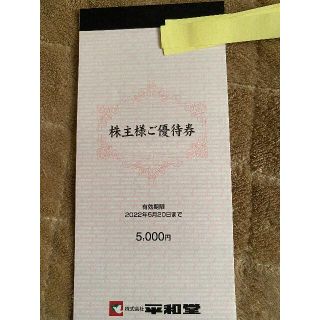 株主様ご優待券
有効期限
2022年5月20日まで
5,000円
株式会社 平和堂